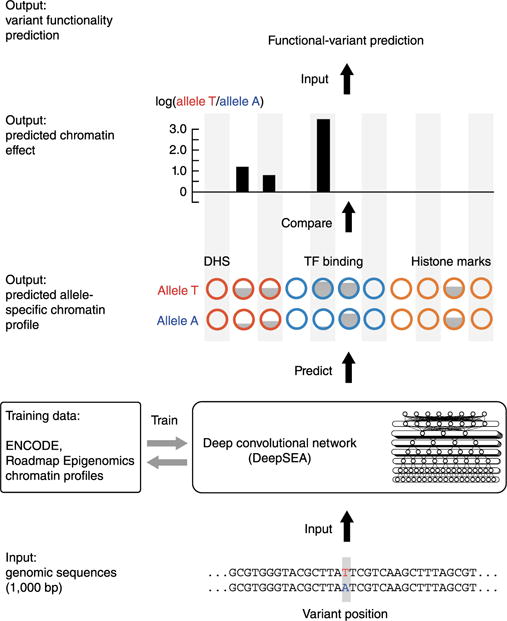 Output:
variant functionality
prediction
Functional-variant prediction
Input
log(allele T/allele A)
Output:
predicted chromatin
effect
3.0
2.0
1.0
0
Compare
DHS
TF binding
Histone marks
Output:
predicted allele-
specific chromatin
profile
Allele T
Allele A
Predict
Training data:
ENCODE,
Roadmap Epigenomics
chromatin profiles
Train
Deep convolutional network
(DeepSEA)
Input
Input:
genomic sequences
(1,000 bp)
...GCGTGGGTACGCTTATTCGTCAAGCTTTAGCGT...
...GCGTGGGTACGCTTAATCGTCAAGCTTTAGCGT...
Variant position